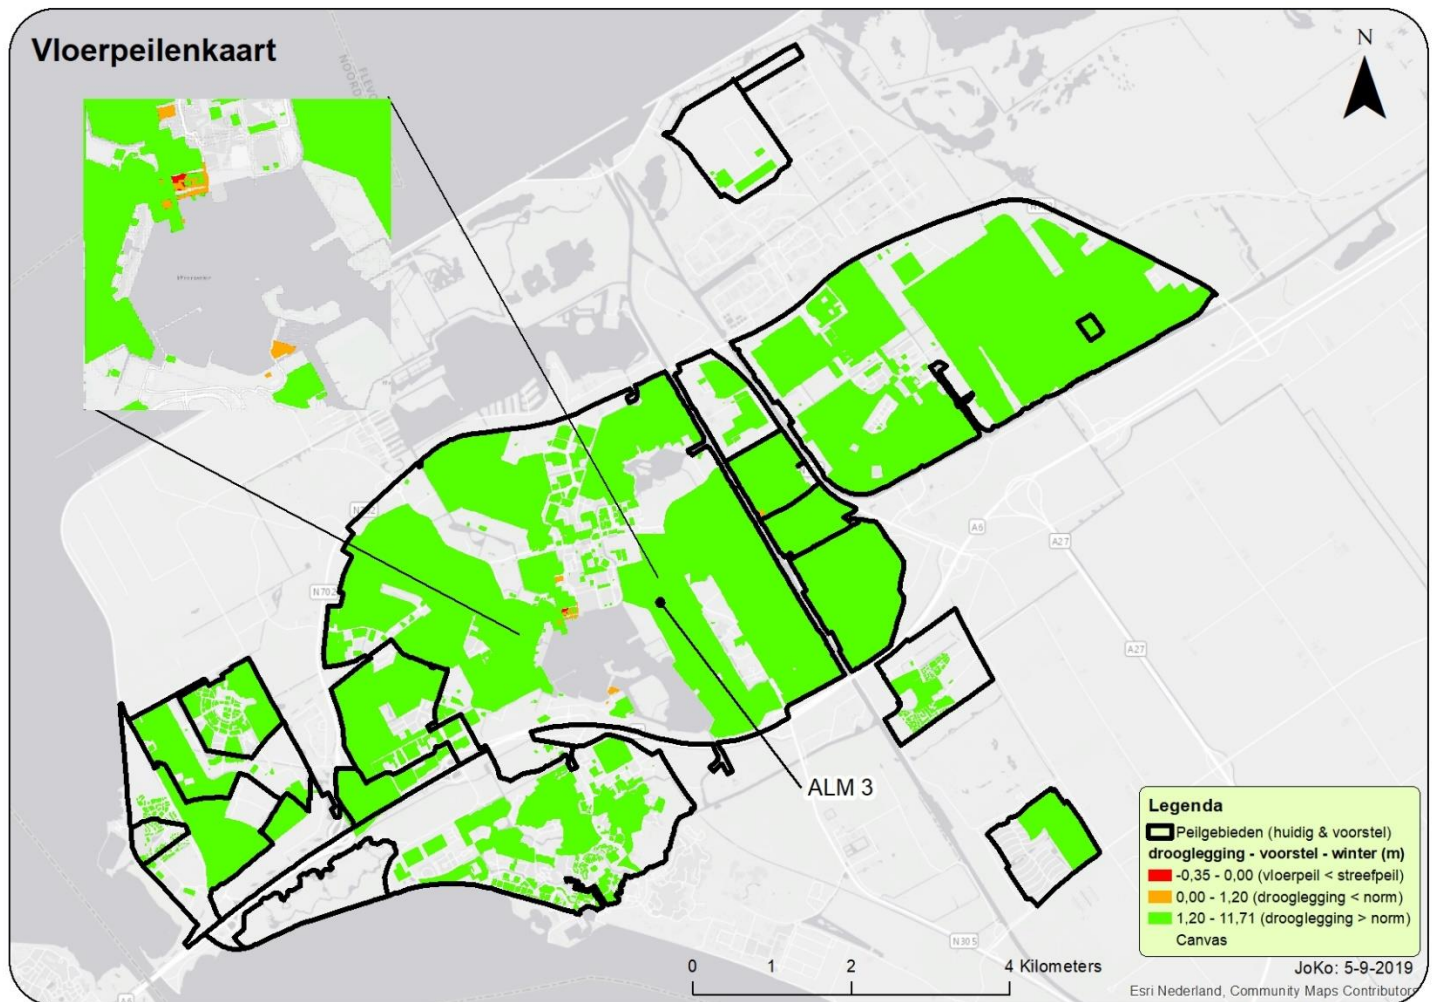 Vloerpeilenkaart
N
N702
N702
A6
A27
A27
ALM 3
N305
Legenda
Peilgebieden (huidig & voorstel)
drooglegging - voorstel - winter (m)
-0,35 - 0,00 (vloerpeil < streefpeil)
0,00 - 1,20 (drooglegging < norm)
1,20 - 11,71 (drooglegging > norm)
Canvas
0 1 2 4 Kilometers
JoKo: 5-9-2019
Esri Nederland, Community Maps Contributors